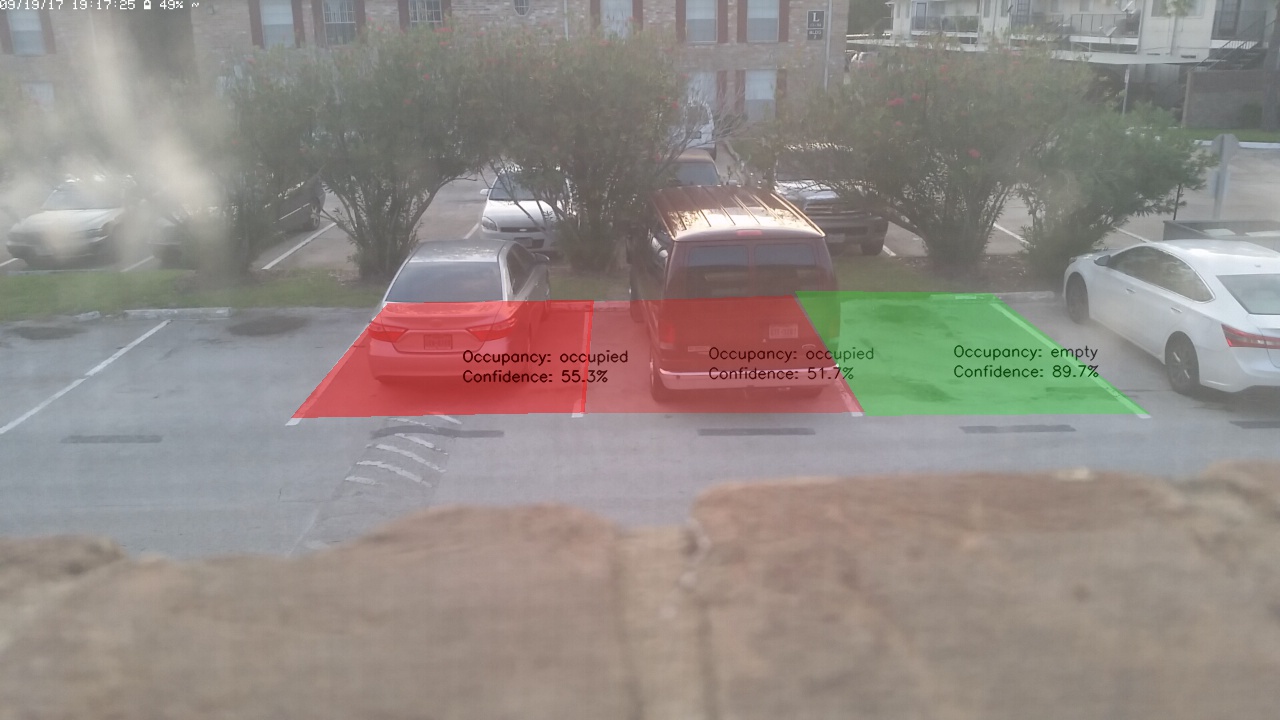 09/19/17 19:17:25 49% ~
L
Occupancy: occupied
Confidence: 55.3%
Occupancy: occupied
Confidence: 51.7%
Occupancy: empty
Confidence: 89.7%